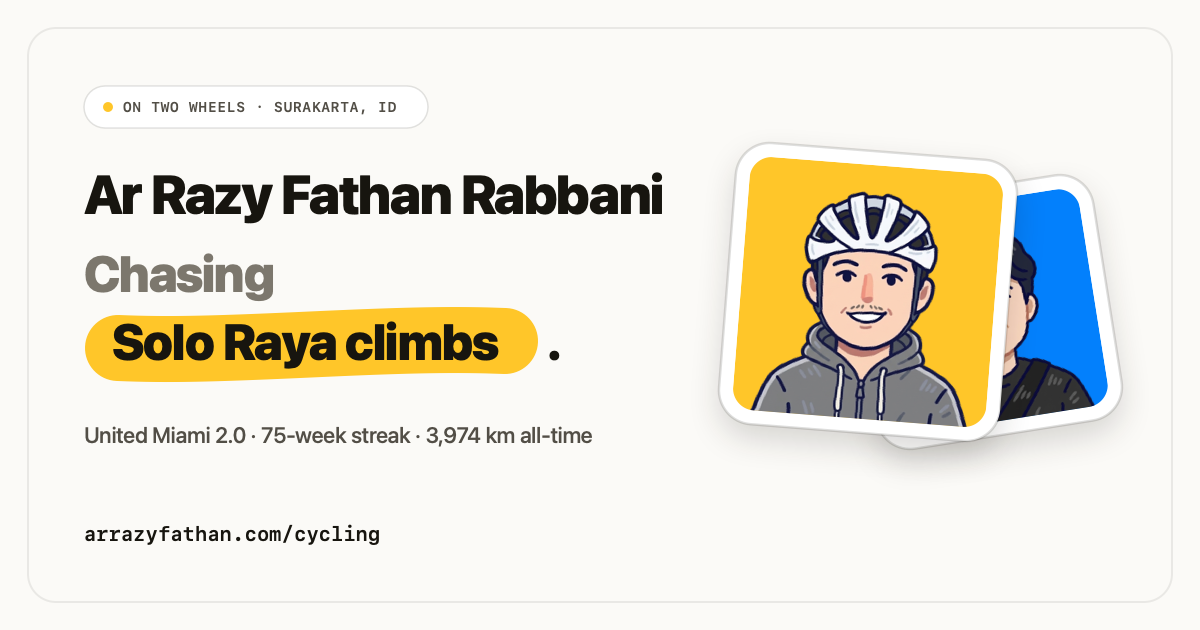 ON TWO WHEELS · SURAKARTA, ID
Ar Razy Fathan Rabbani
Chasing
Solo Raya climbs .
United Miami 2.0 · 75-week streak · 3,974 km all-time
arrazyfathan.com/cycling